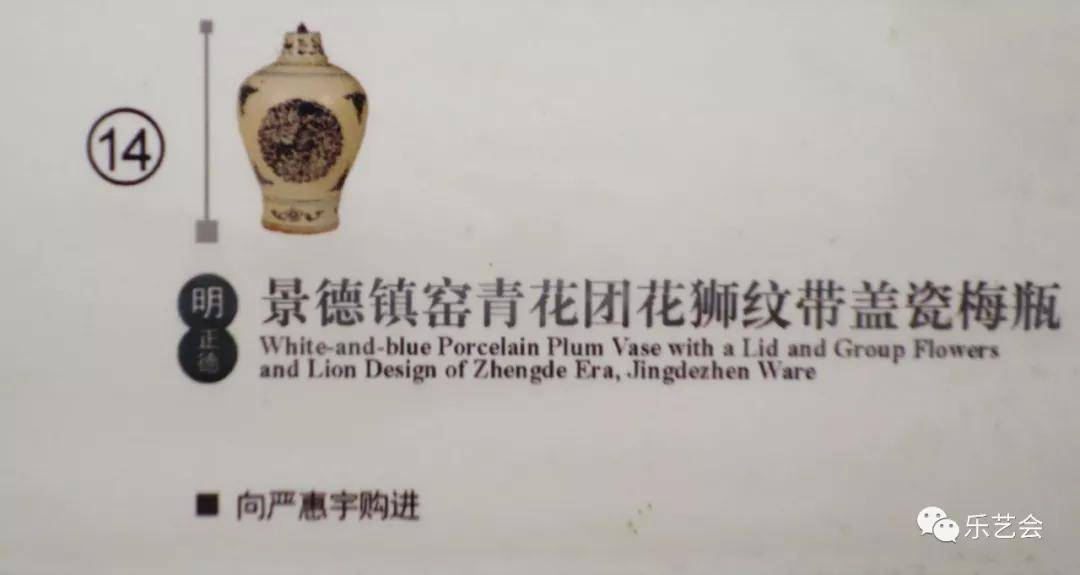 14
明
正德
景德镇窑青花团花狮纹带盖瓷梅瓶
White-and-blue Porcelain Plum Vase with a Lid and Group Flowers
and Lion Design of Zhengde Era, Jingdezhen Ware
■ 向严惠宇购进
乐艺会